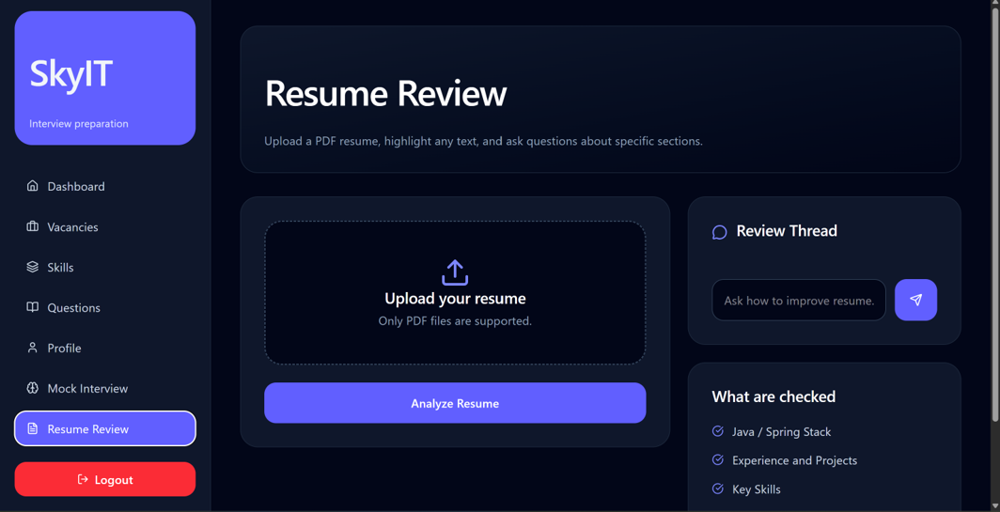 SkyIT
Interview preparation
Dashboard
Vacancies
Skills
Questions
Profile
Mock Interview
Resume Review
Logout
Resume Review
Upload a PDF resume, highlight any text, and ask questions about specific sections.
Upload your resume
Only PDF files are supported.
Analyze Resume
Review Thread
Ask how to improve resume.
What are checked
Java / Spring Stack
Experience and Projects
Key Skills